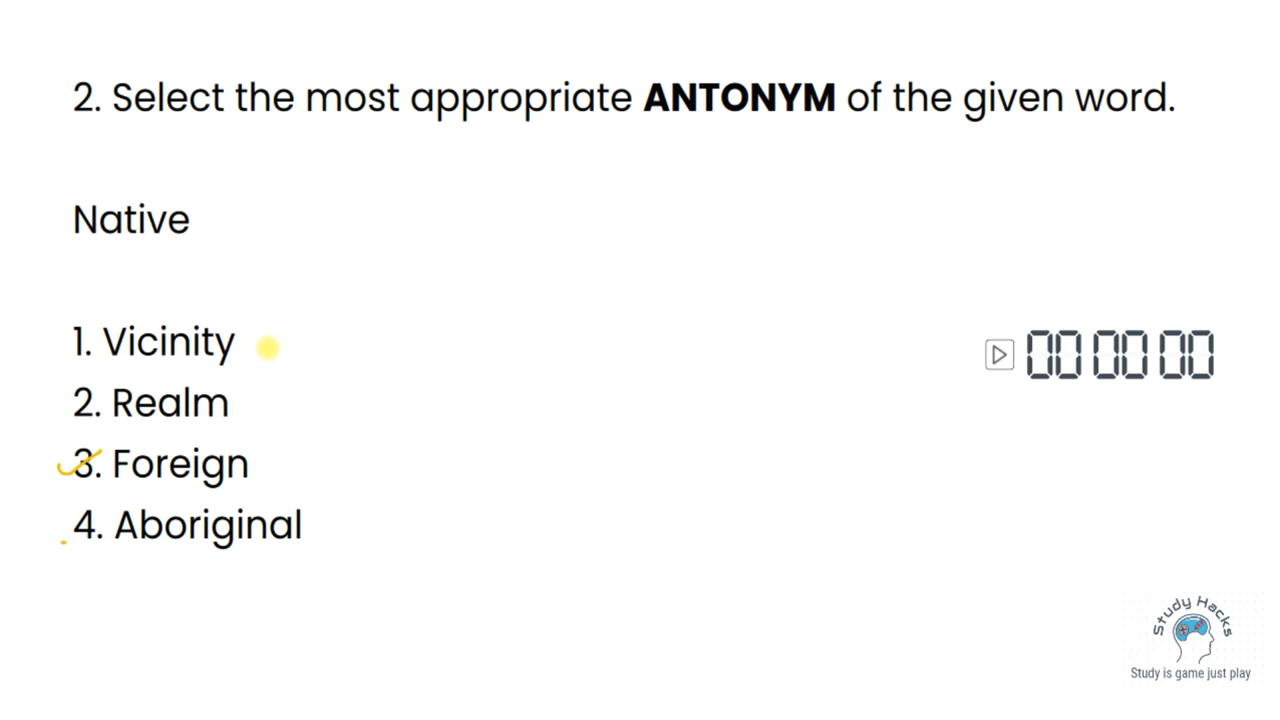 2. Select the most appropriate ANTONYM of the given word.
Native
1. Vicinity
2. Realm
3. Foreign
4. Aboriginal
00 00 00
Study Hacks
Study is game just play